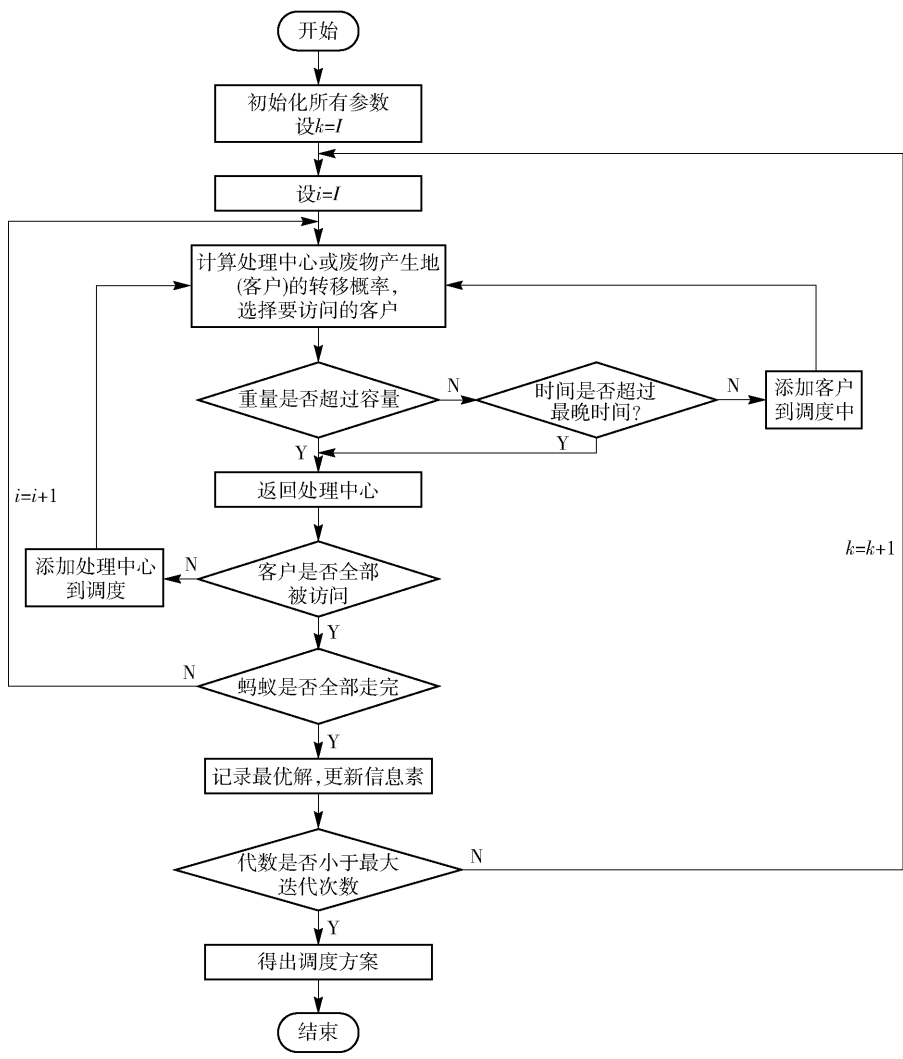 开始
初始化所有参数
设k=I
设i=I
计算处理中心或废物产生地
(客户)的转移概率,
选择要访问的客户
重量是否超过容量
N
时间是否超过
最晚时间?
N
添加客户
到调度中
Y
Y
返回处理中心
i=i+1
k=k+1
客户是否全部
被访问
N
添加处理中心
到调度
Y
蚂蚁是否全部走完
N
Y
记录最优解,更新信息素
代数是否小于最大
迭代次数
N
Y
得出调度方案
结束